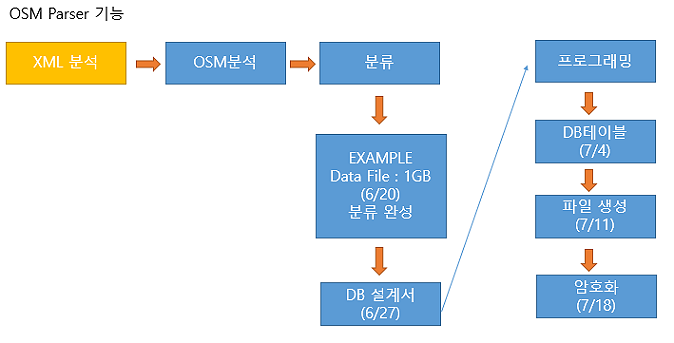 OSM Parser 기능
XML 분석
OSM분석
분류
EXAMPLE
Data File : 1GB
(6/20)
분류 완성
DB 설계서
(6/27)
프로그래밍
DB테이블
(7/4)
파일 생성
(7/11)
암호화
(7/18)